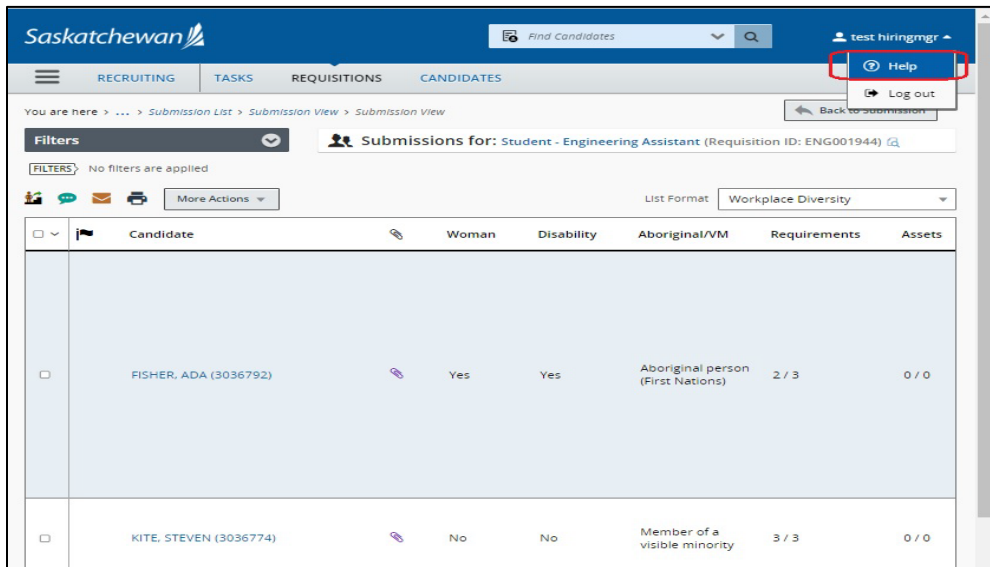 Saskatchewan
Find Candidates
test hiringmgr
Help
Log out
RECRUITING TASKS REQUISITIONS CANDIDATES
You are here > ... > Submission List > Submission View > Submission View
Back to Submission
Filters
Submissions for: Student - Engineering Assistant (Requisition ID: ENG001944)
FILTERS No filters are applied
More Actions
List Format Workplace Diversity
Candidate Woman Disability Aboriginal/VM Requirements Assets
FISHER, ADA (3036792) Yes Yes Aboriginal person 2 / 3 0 / 0
(First Nations)
KITE, STEVEN (3036774) No No Member of a 3 / 3 0 / 0
visible minority